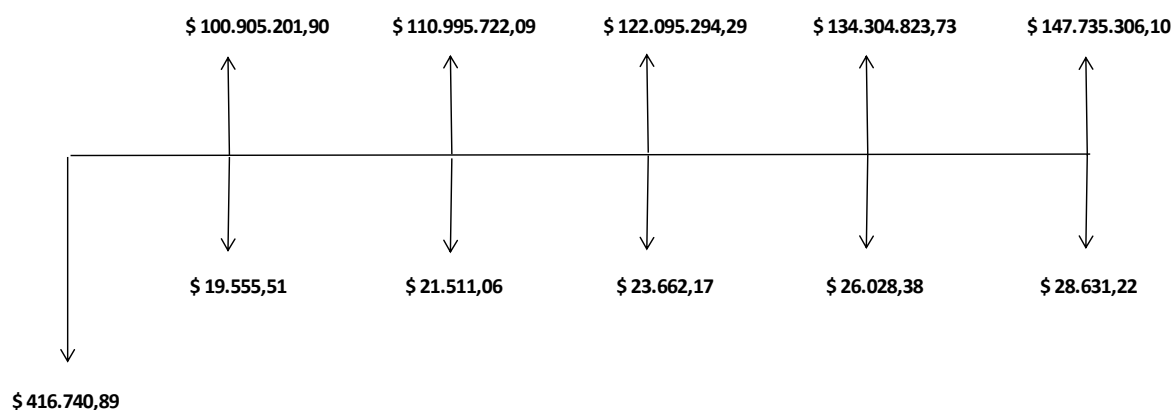 $ 100.905.201,90 $ 110.995.722,09 $ 122.095.294,29 $ 134.304.823,73 $ 147.735.306,10
$ 19.555,51 $ 21.511,06 $ 23.662,17 $ 26.028,38 $ 28.631,22
$ 416.740,89